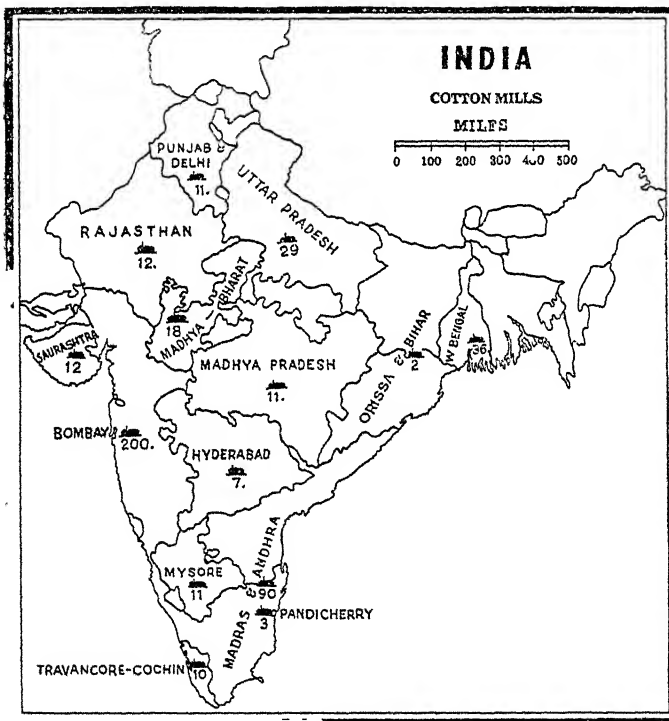 INDIA
COTTON MILLS
MILFS
0 100 200 300 400 500
PUNJAB &
DELHI
11.
UTTAR PRADESH
29
RAJASTHAN
12.
MADHYA BHARAT
18
SAURASHTRA
12
MADHYA PRADESH
11.
ORISSA & BIHAR
2
W BENGAL
36
BOMBAY
200.
HYDERABAD
7.
MYSORE
11
MADRAS & ANDHRA
90
3 PANDICHERRY
TRAVANCORE-COCHIN
10